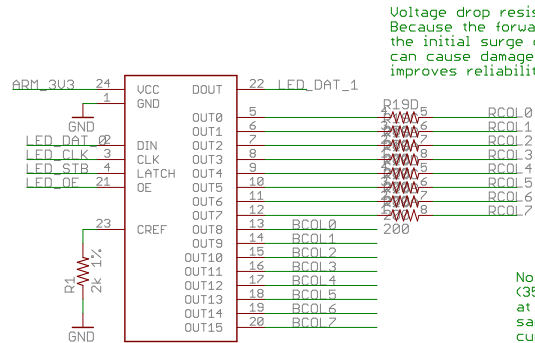 Voltage drop resis
Because the forwa
the initial surge
can cause damage
improves reliabilit
ARM_3V3 24 VCC DOUT 22 LED_DAT_1
1 GND
GND
OUT0 5 R19D 5 RCOL0
OUT1 6 6 RCOL1
LED_DAT_0 2 DIN OUT2 7 RCOL2
LED_CLK 3 CLK OUT3 8 RCOL3
LED_STB 4 LATCH OUT4 9 RCOL4
LED_OE 21 OE OUT5 10 RCOL5
OUT6 11 RCOL6
OUT7 12 8 RCOL7
23 CREF OUT8 13 BCOL0 200
OUT9 14 BCOL1
OUT10 15 BCOL2
OUT11 16 BCOL3
OUT12 17 BCOL4
OUT13 18 BCOL5
OUT14 19 BCOL6
OUT15 20 BCOL7
R1
2k 1%
GND
No
(35
at
sa
cu